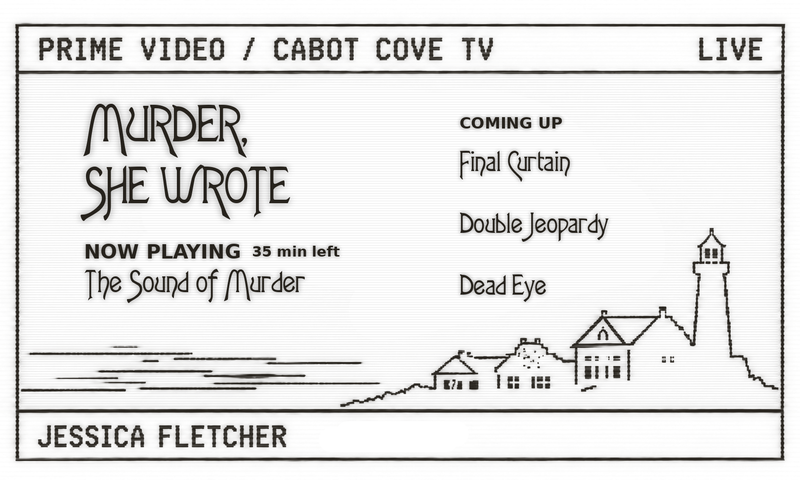 PRIME VIDEO / CABOT COVE TV
LIVE
MURDER,
SHE WROTE
NOW PLAYING 35 min left
The Sound of Murder
COMING UP
Final Curtain
Double Jeopardy
Dead Eye
JESSICA FLETCHER